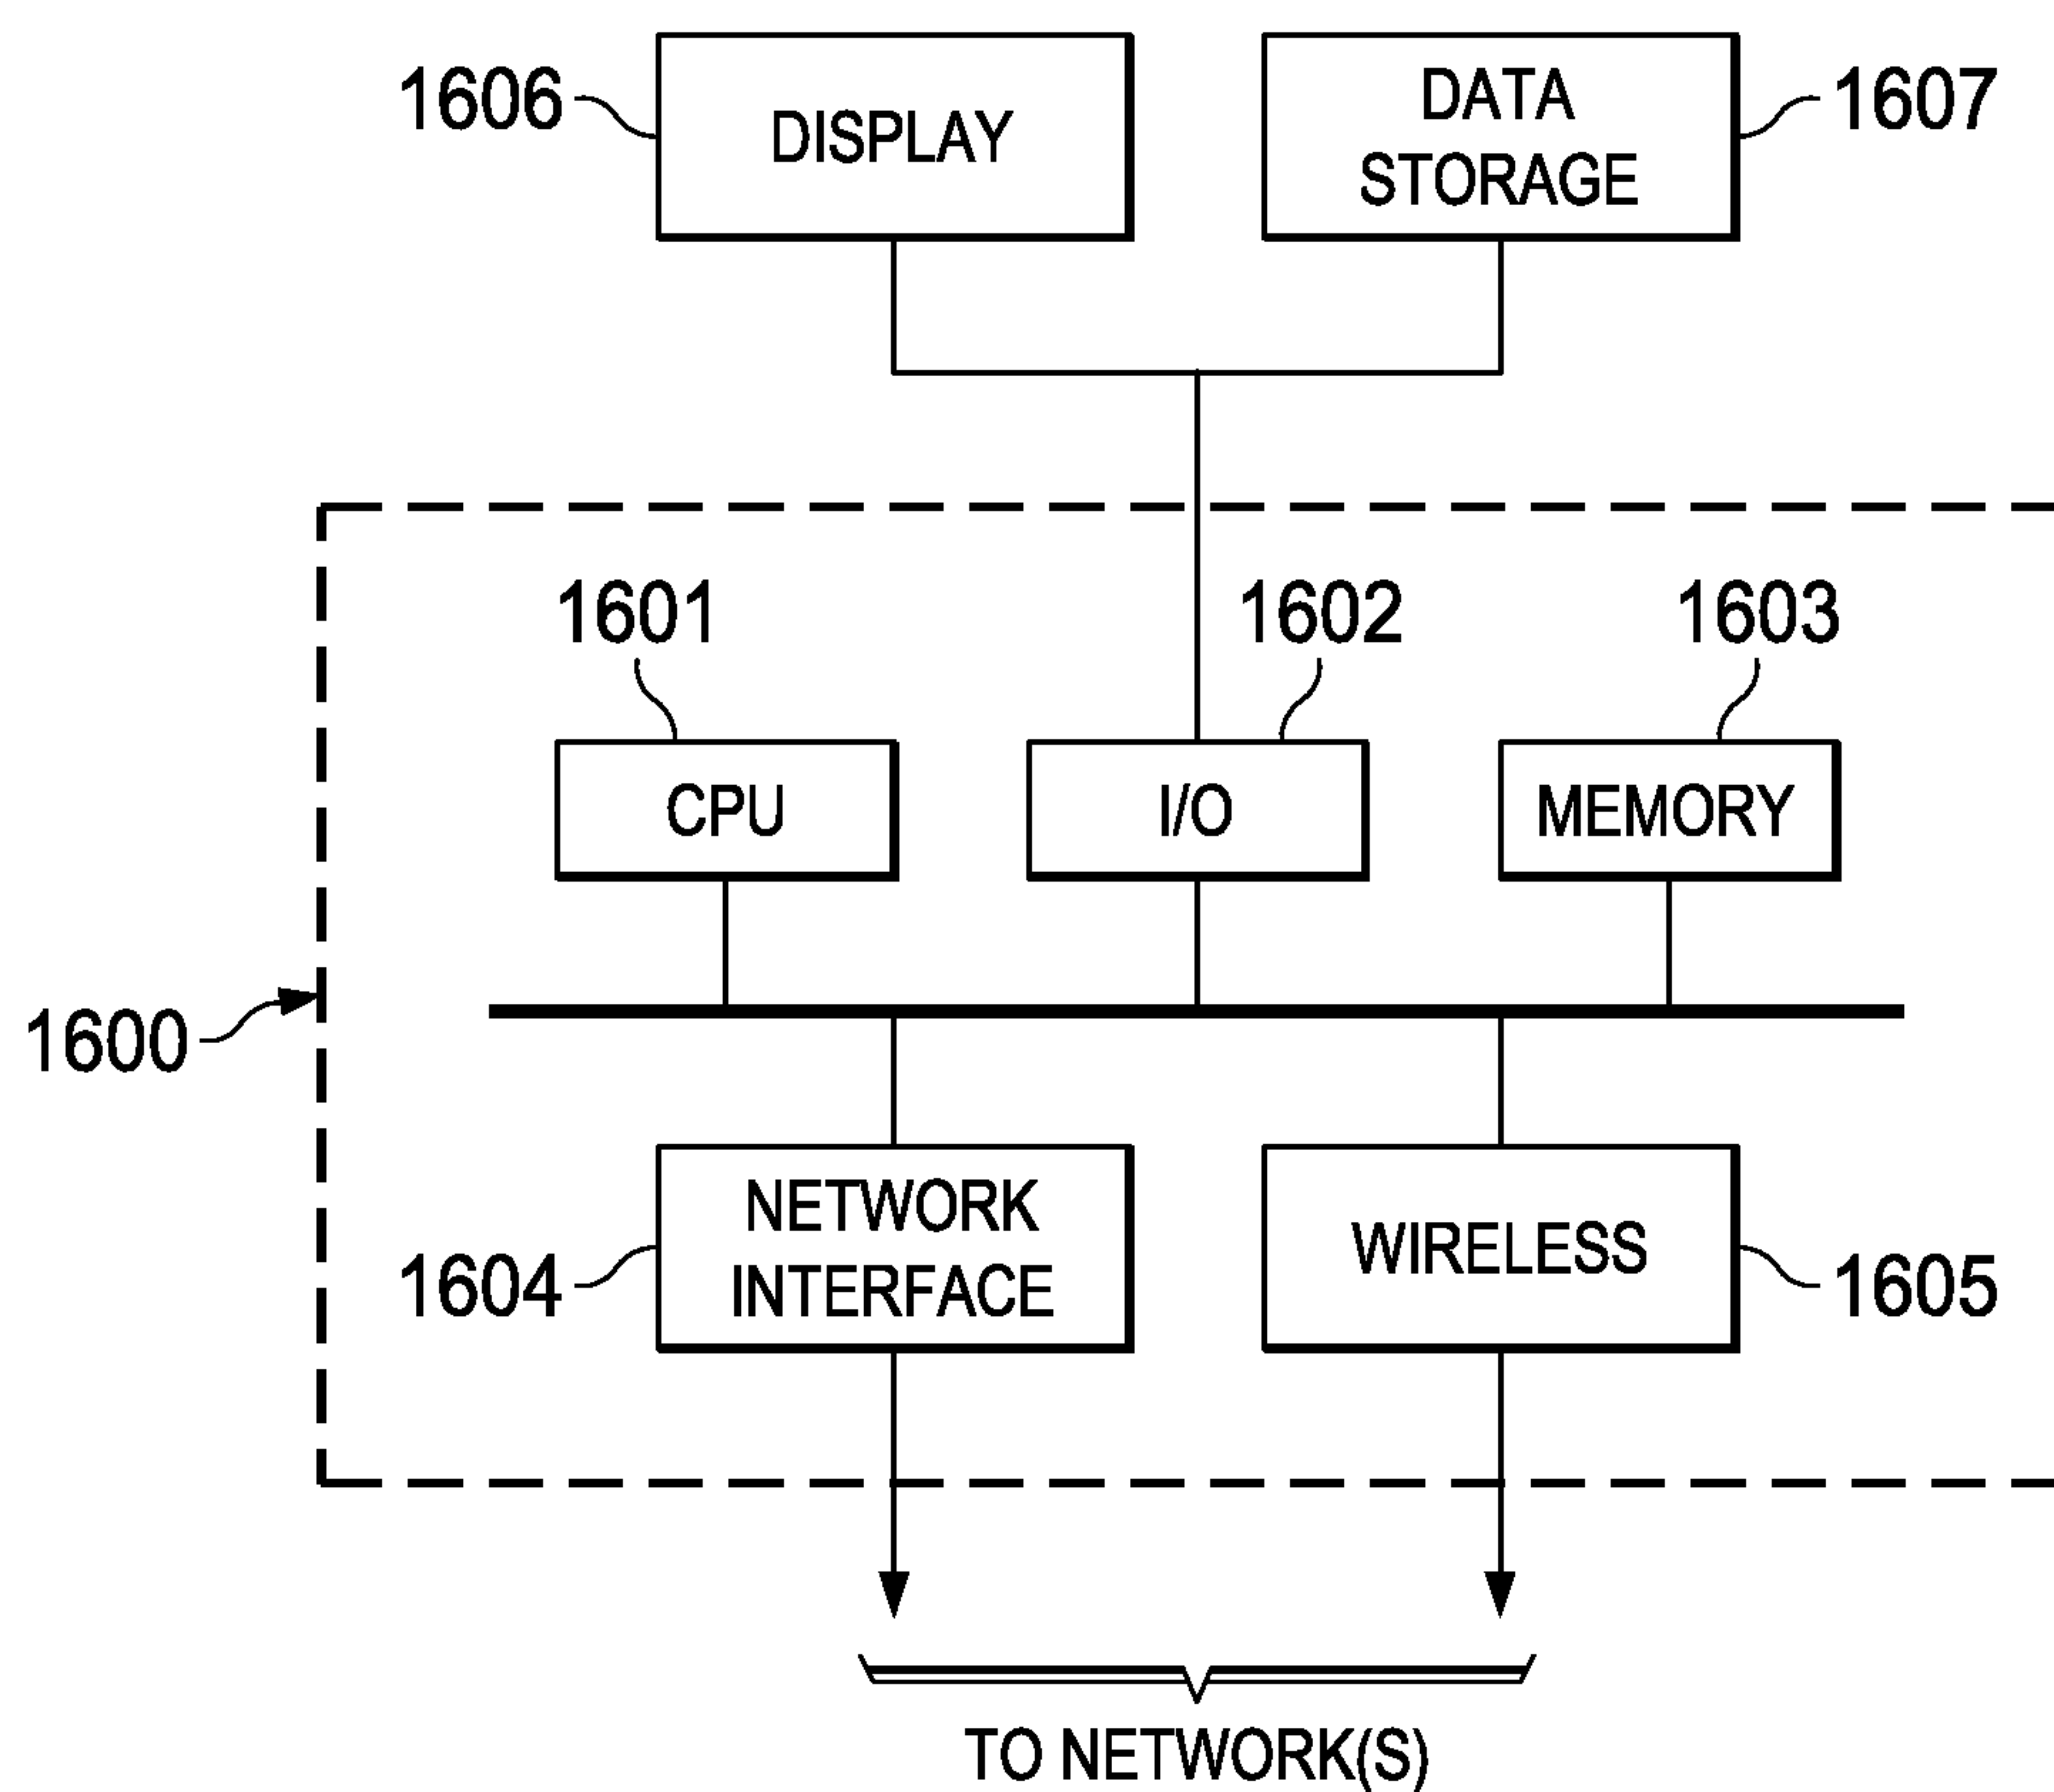 1606
DISPLAY
DATA
STORAGE
1607
1601
1602
1603
CPU
I/O
MEMORY
1600
NETWORK
INTERFACE
1604
WIRELESS
1605
TO NETWORK(S)